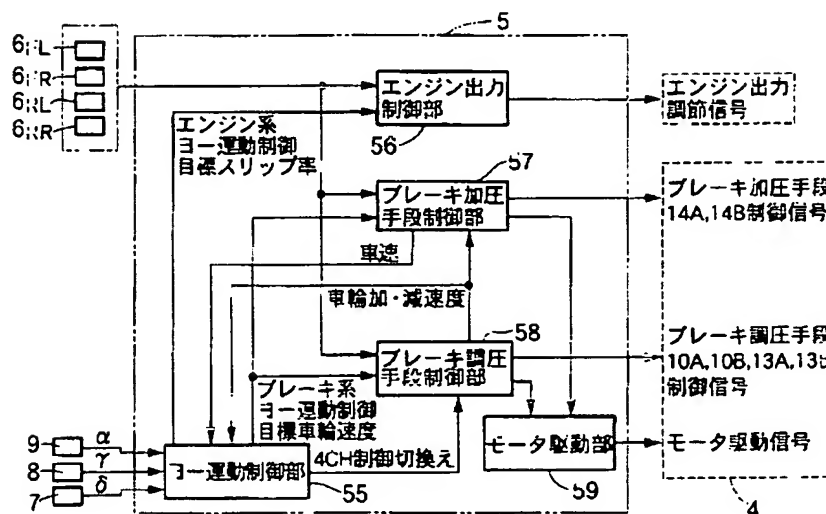 5
6FL
6FR
6RL
6RR
エンジン出力
制御部
56
エンジン出力
調節信号
エンジン系
ヨー運動制御
目標スリップ率
57
ブレーキ加圧
手段制御部
ブレーキ加圧手段
14A,14B制御信号
車速
車輪加・減速度
58
ブレーキ調圧
手段制御部
ブレーキ調圧手段
10A,10B,13A,13B
制御信号
ブレーキ系
ヨー運動制御
目標車輪速度
9 α
8 γ
7 δ
ヨー運動制御部
55
4CH制御切換え
モータ駆動部
59
モータ駆動信号
4